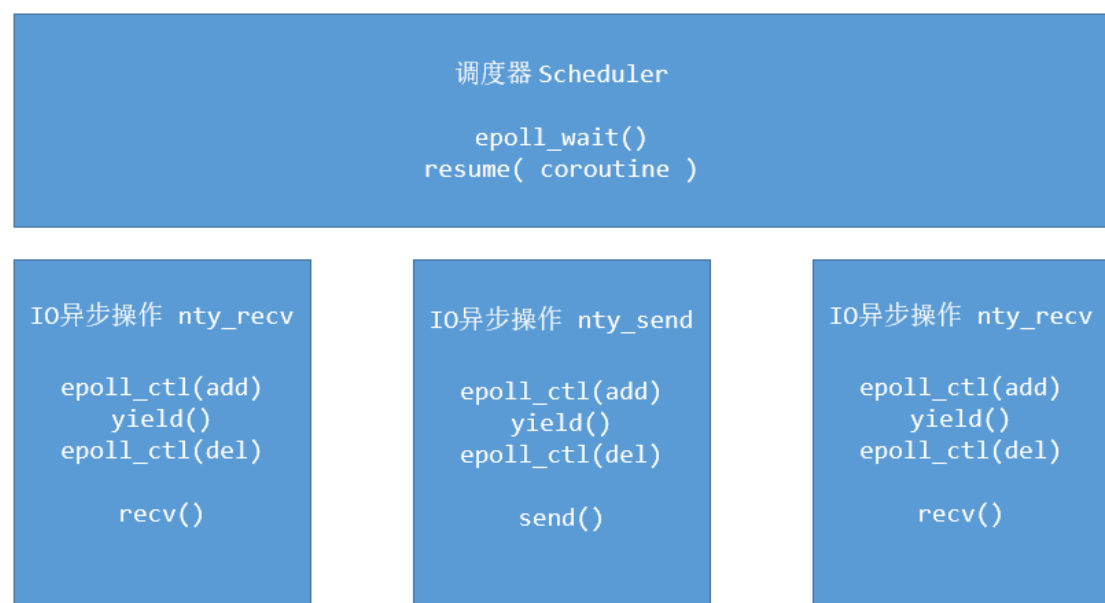 调度器 Scheduler
epoll_wait()
resume( coroutine )
IO异步操作 nty_recv
epoll_ctl(add)
yield()
epoll_ctl(del)
recv()
IO异步操作 nty_send
epoll_ctl(add)
yield()
epoll_ctl(del)
send()
IO异步操作 nty_recv
epoll_ctl(add)
yield()
epoll_ctl(del)
recv()